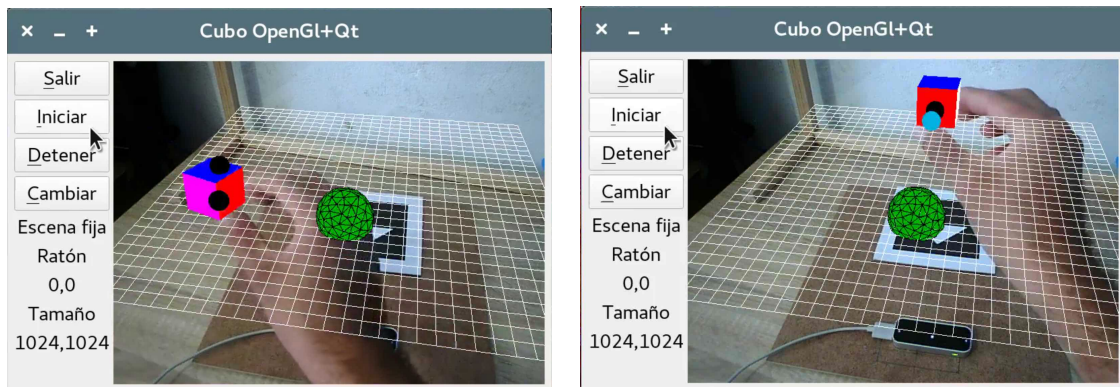 Cubo OpenGl+Qt
Salir
Iniciar
Detener
Cambiar
Escena fija
Ratón
0,0
Tamaño
1024,1024
Cubo OpenGl+Qt
Salir
Iniciar
Detener
Cambiar
Escena fija
Ratón
0,0
Tamaño
1024,1024